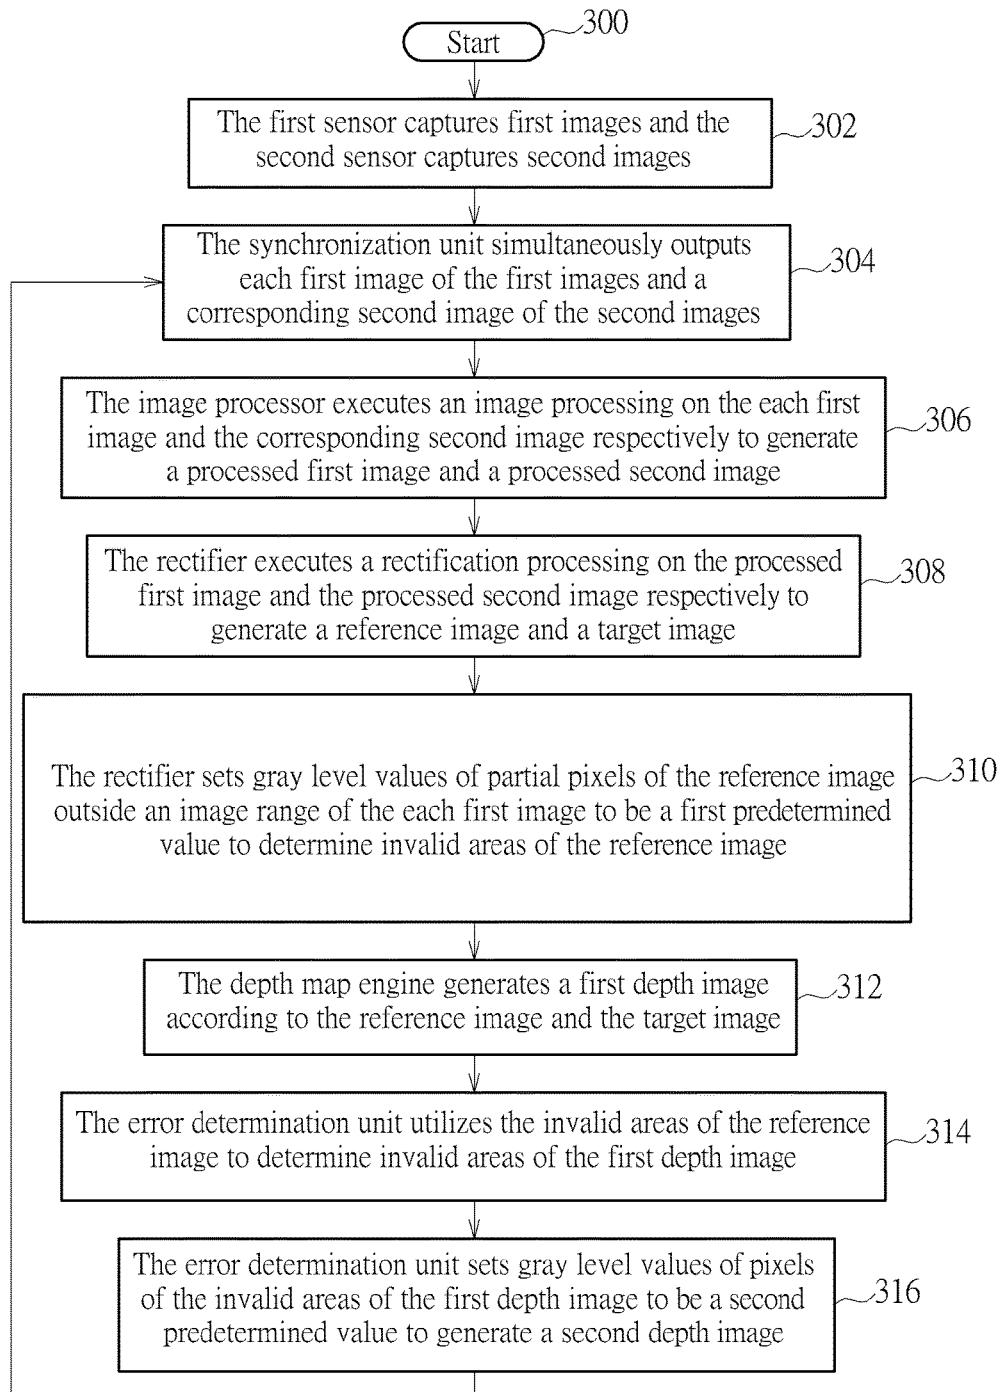 Start
300
The first sensor captures first images and the
second sensor captures second images
302
The synchronization unit simultaneously outputs
each first image of the first images and a
corresponding second image of the second images
304
The image processor executes an image processing on the each first
image and the corresponding second image respectively to generate
a processed first image and a processed second image
306
The rectifier executes a rectification processing on the processed
first image and the processed second image respectively to
generate a reference image and a target image
308
The rectifier sets gray level values of partial pixels of the reference image
outside an image range of the each first image to be a first predetermined
value to determine invalid areas of the reference image
310
The depth map engine generates a first depth image
according to the reference image and the target image
312
The error determination unit utilizes the invalid areas of the reference
image to determine invalid areas of the first depth image
314
The error determination unit sets gray level values of pixels
of the invalid areas of the first depth image to be a second
predetermined value to generate a second depth image
316